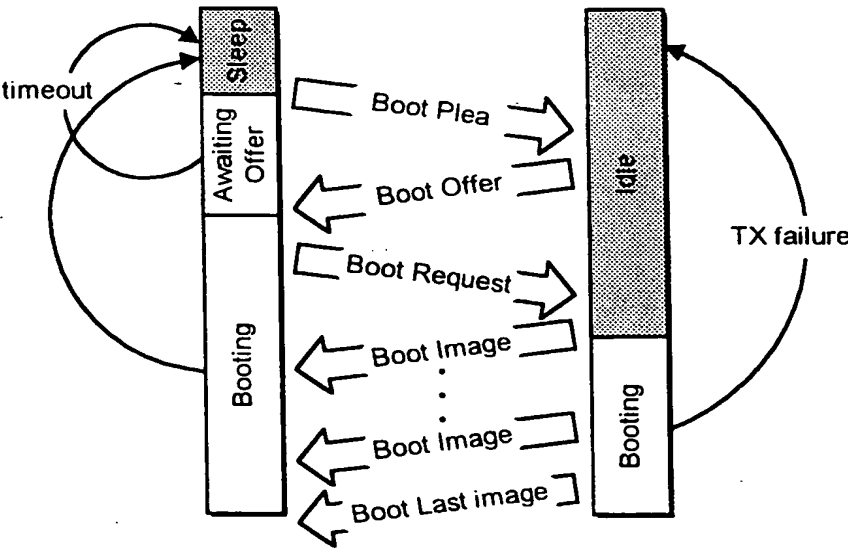 Sleep
timeout
Boot Plea
Awaiting
Offer
Boot Offer
Idle
TX failure
Boot Request
Booting
Boot Image
Boot Image
Booting
Boot Last image